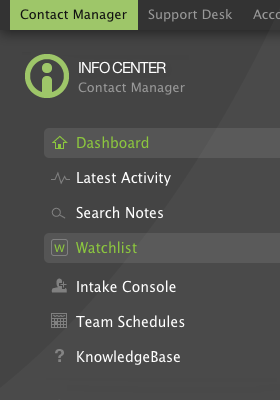 Contact Manager Support Desk Acco
INFO CENTER
Contact Manager
Dashboard
Latest Activity
Search Notes
W Watchlist
Intake Console
Team Schedules
? KnowledgeBase